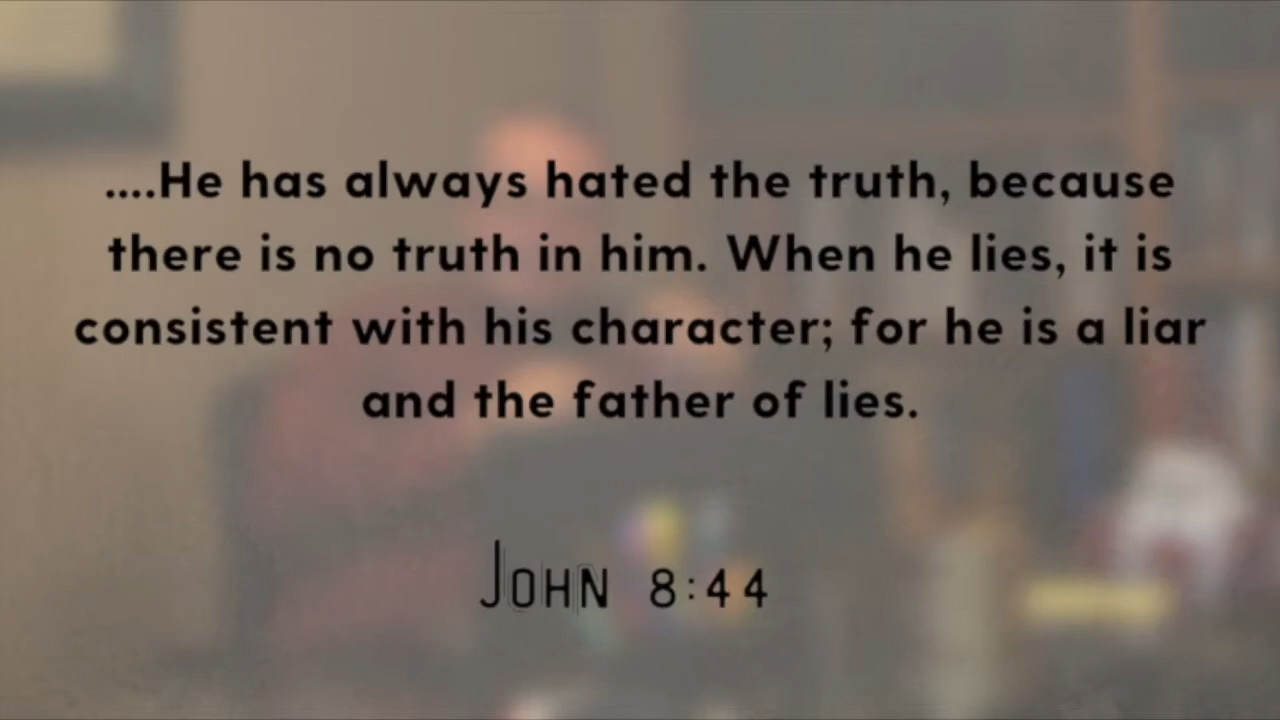 ....He has always hated the truth, because
there is no truth in him. When he lies, it is
consistent with his character; for he is a liar
and the father of lies.
John 8:44